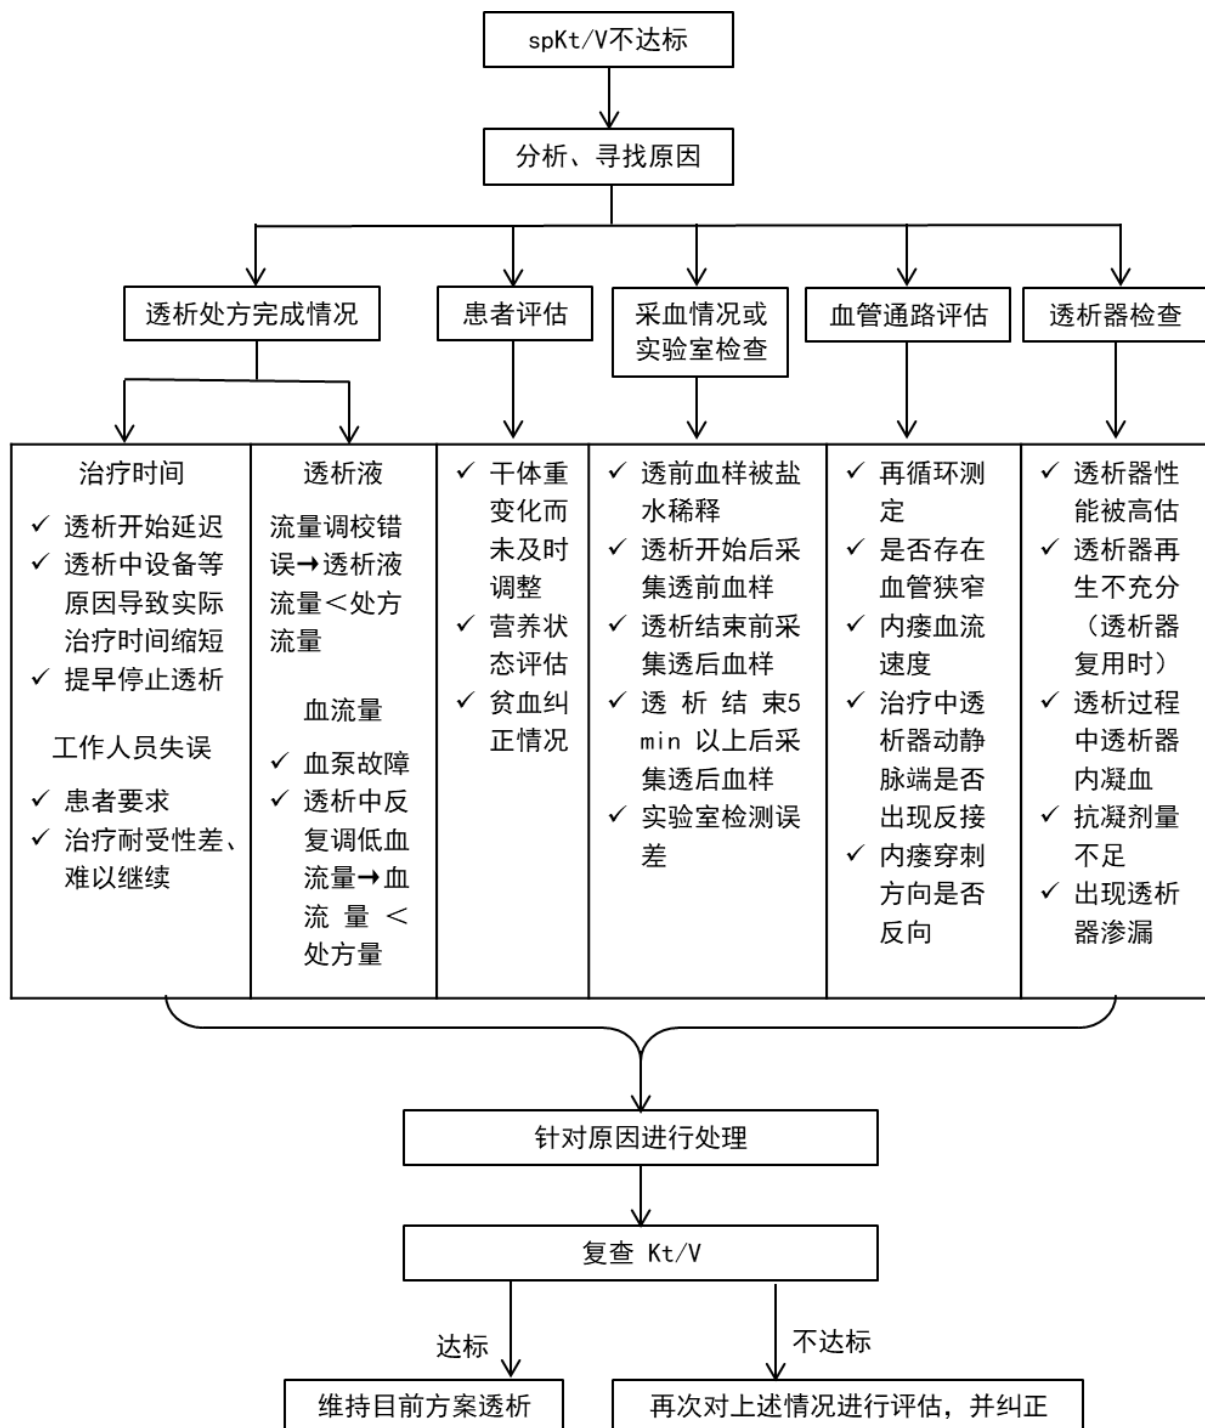 spKt/V不达标
分析、寻找原因
透析处方完成情况
患者评估
采血情况或
实验室检查
血管通路评估
透析器检查
治疗时间
✓ 透析开始延迟
✓ 透析中设备等
原因导致实际
治疗时间缩短
✓ 提早停止透析
工作人员失误
✓ 患者要求
✓ 治疗耐受性差、
难以继续
透析液
流量调校错
误→透析液
流量＜处方
流量
血流量
✓ 血泵故障
✓ 透析中反
复调低血
流量→血
流量＜
处方量
✓ 干体重
变化而
未及时
调整
✓ 营养状
态评估
✓ 贫血纠
正情况
✓ 透前血样被盐
水稀释
✓ 透析开始后采
集透前血样
✓ 透析结束前采
集透后血样
✓ 透析结束5
min 以上后采
集透后血样
✓ 实验室检测误
差
✓ 再循环测
定
✓ 是否存在
血管狭窄
✓ 内瘘血流
速度
✓ 治疗中透
析器动静
脉端是否
出现反接
✓ 内瘘穿刺
方向是否
反向
✓ 透析器性
能被高估
✓ 透析器再
生不充分
（透析器
复用时）
✓ 透析过程
中透析器
内凝血
✓ 抗凝剂量
不足
✓ 出现透析
器渗漏
针对原因进行处理
复查 Kt/V
达标
不达标
维持目前方案透析
再次对上述情况进行评估，并纠正